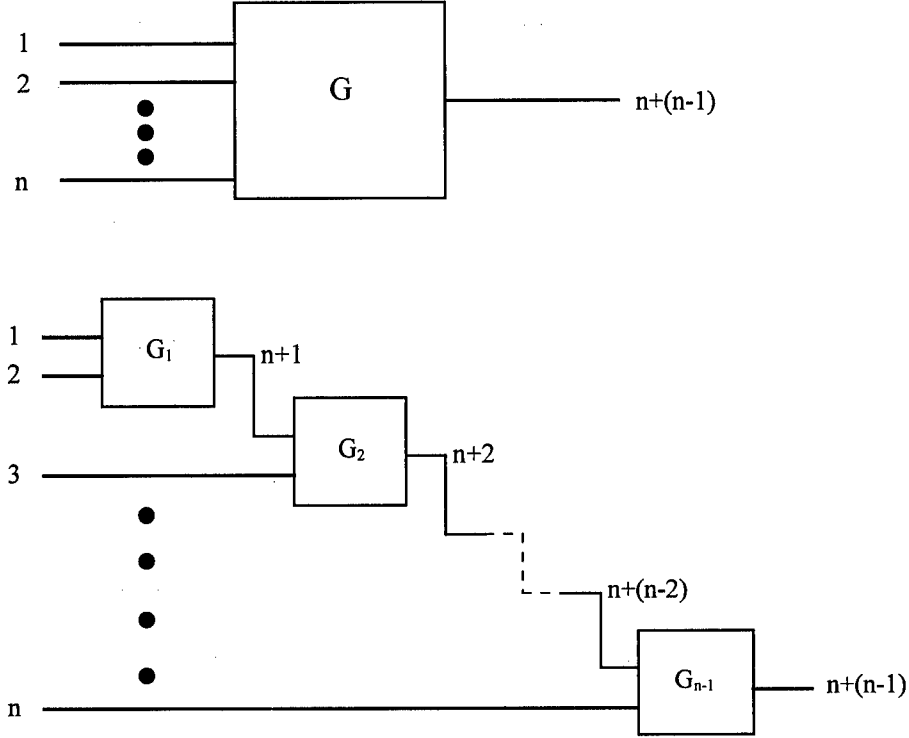 1
2
G
n+(n-1)
n
1
G₁
n+1
2
G₂
n+2
3
n+(n-2)
Gₙ₋₁
n+(n-1)
n